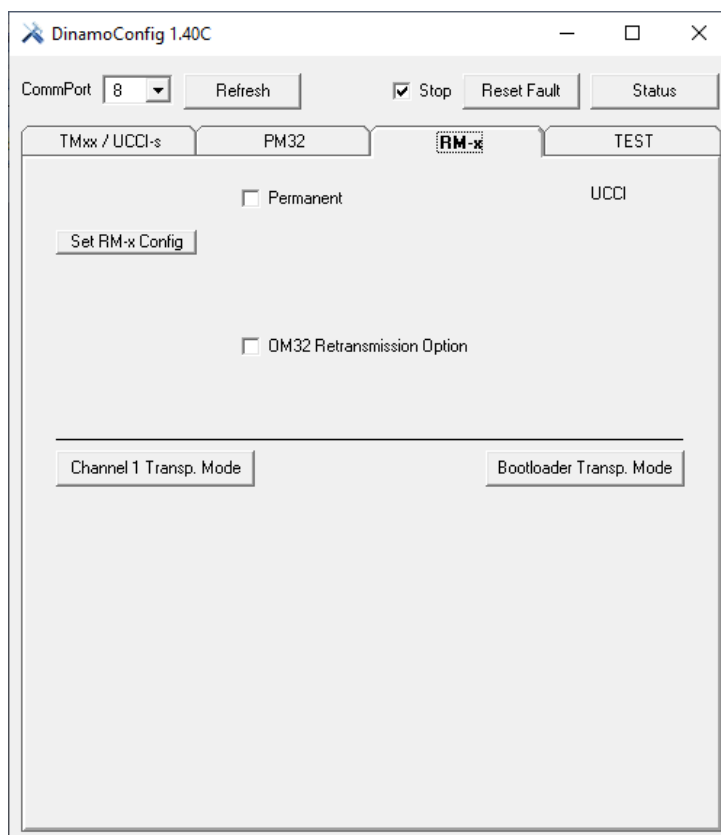 DinamoConfig 1.40C
CommPort 8 Refresh Stop Reset Fault Status
TMxx / UCCI-s PM32 RM-x TEST
Permanent UCCI
Set RM-x Config
OM32 Retransmission Option
Channel 1 Transp. Mode Bootloader Transp. Mode